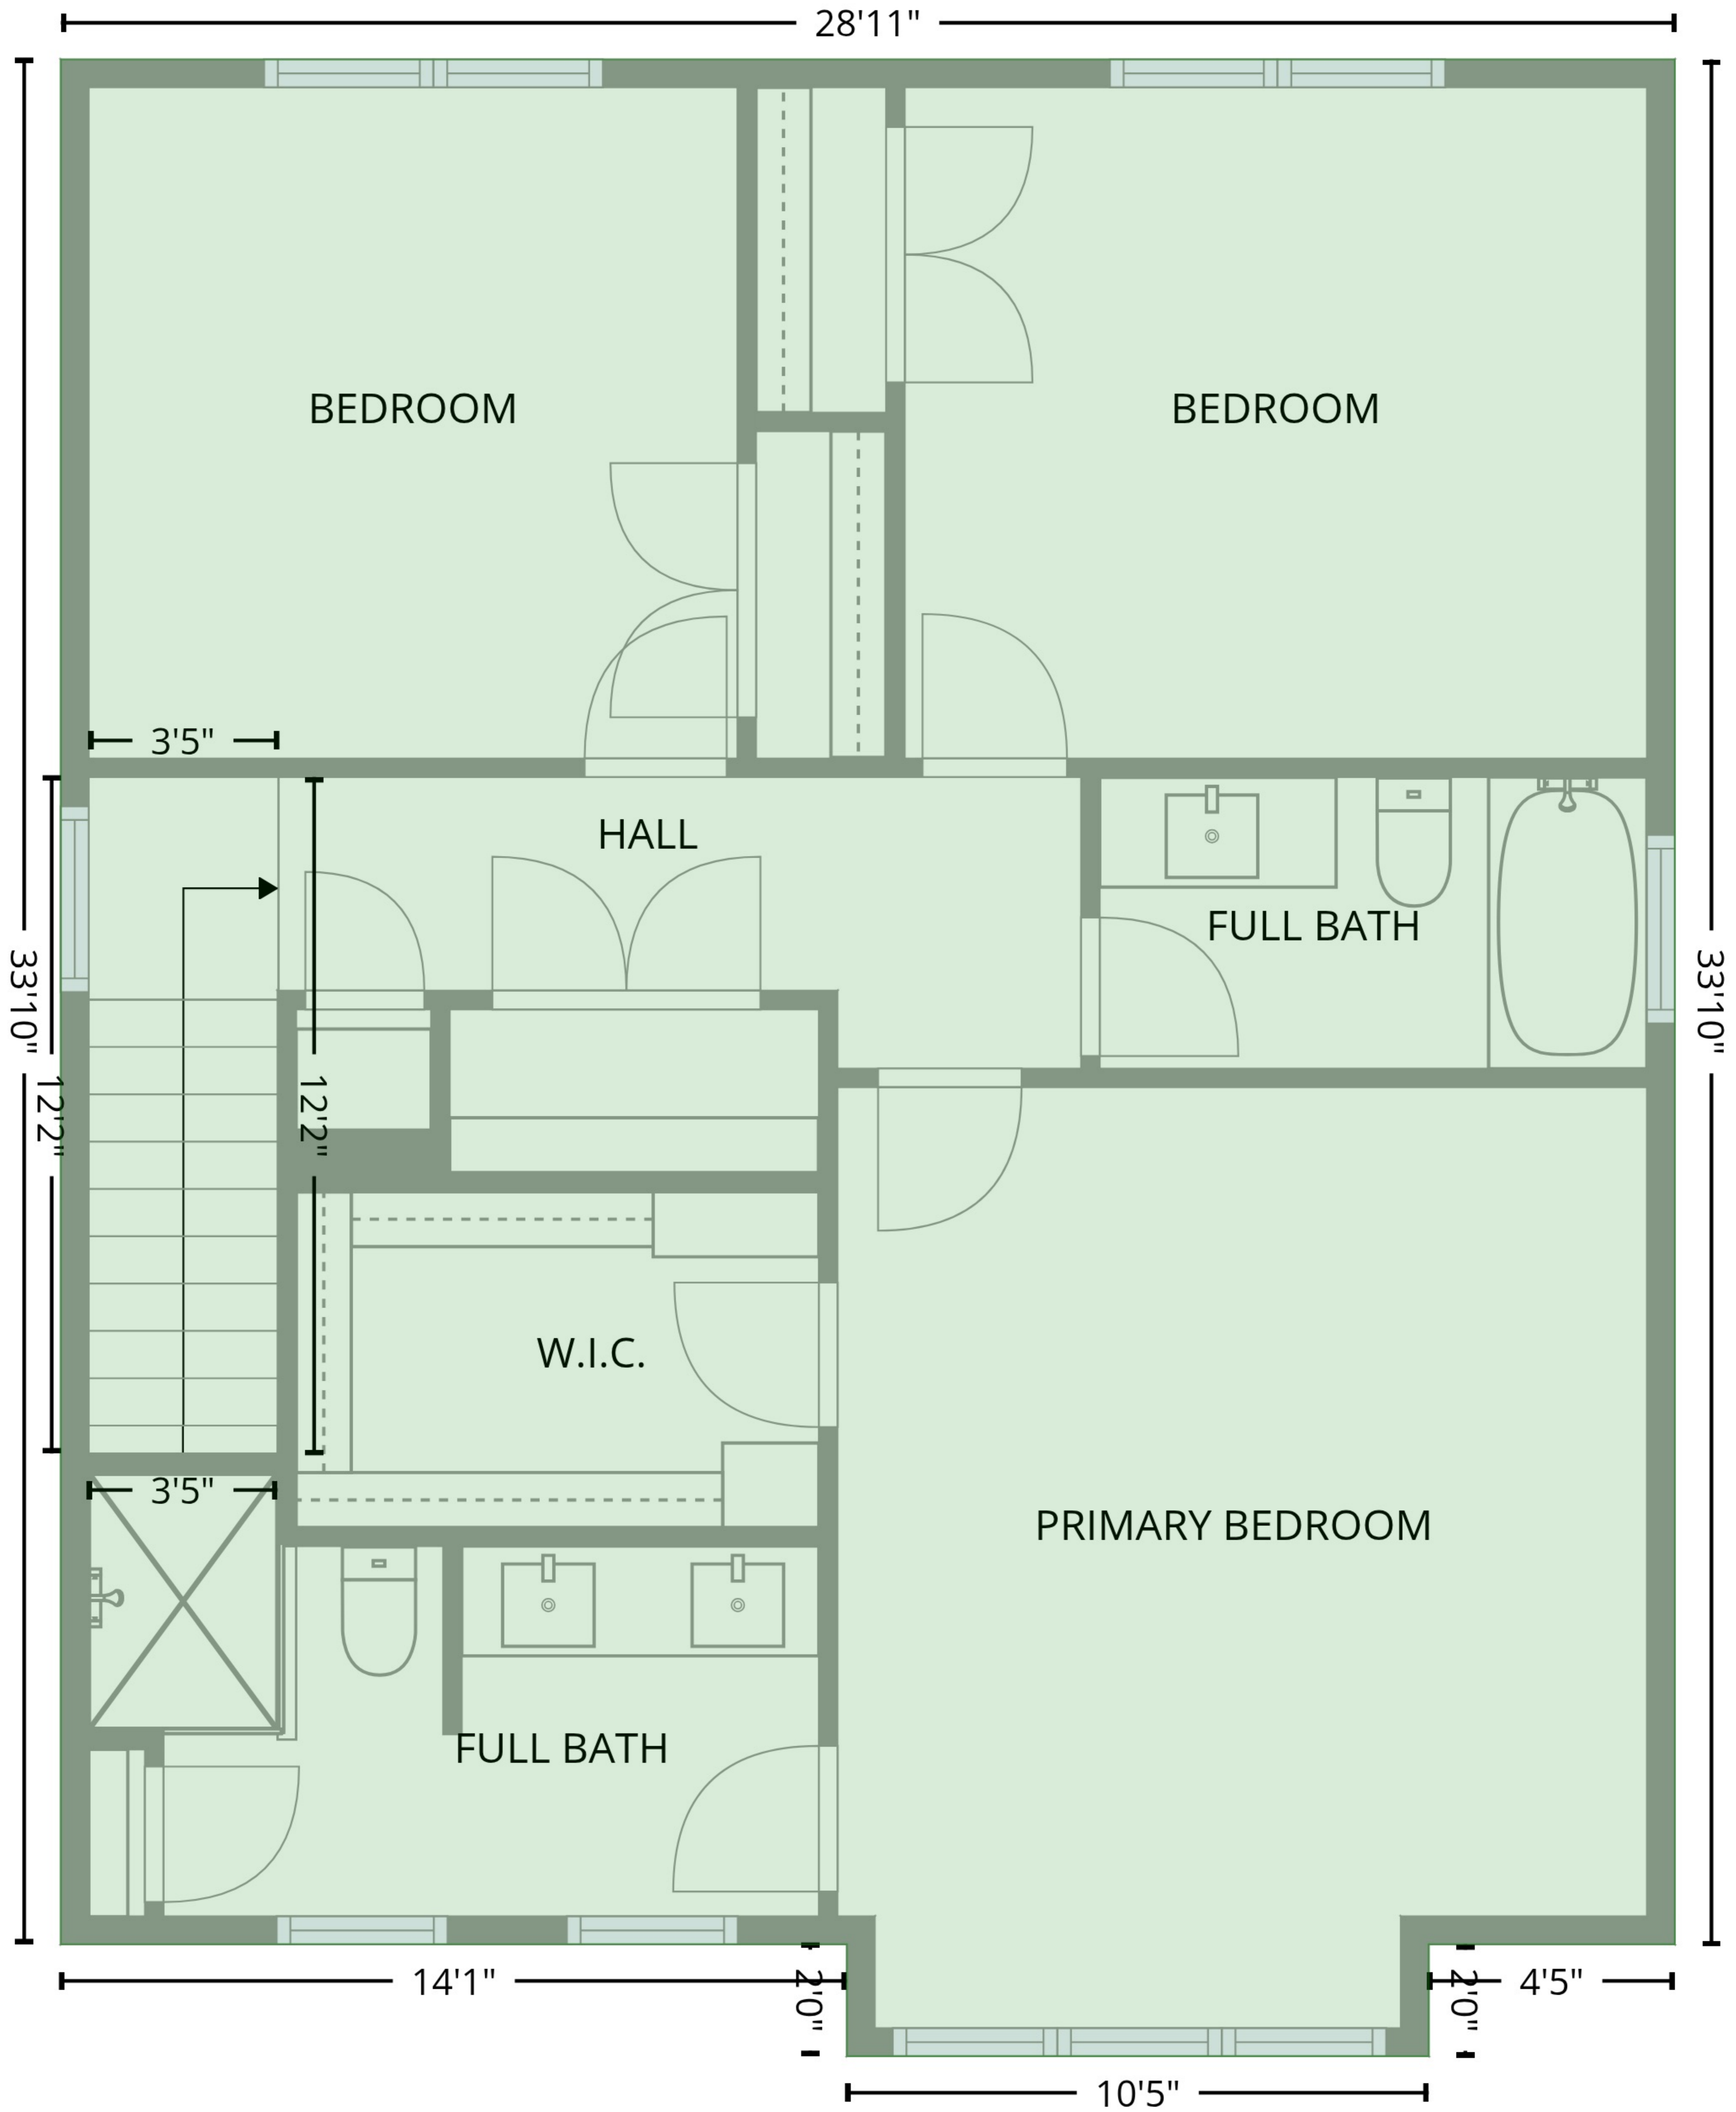 28'11"
BEDROOM
BEDROOM
3'5"
HALL
FULL BATH
33'10"
33'10"
12'2"
12'2"
W.I.C.
3'5"
PRIMARY BEDROOM
FULL BATH
14'1"
2'0"
2'0"
4'5"
10'5"